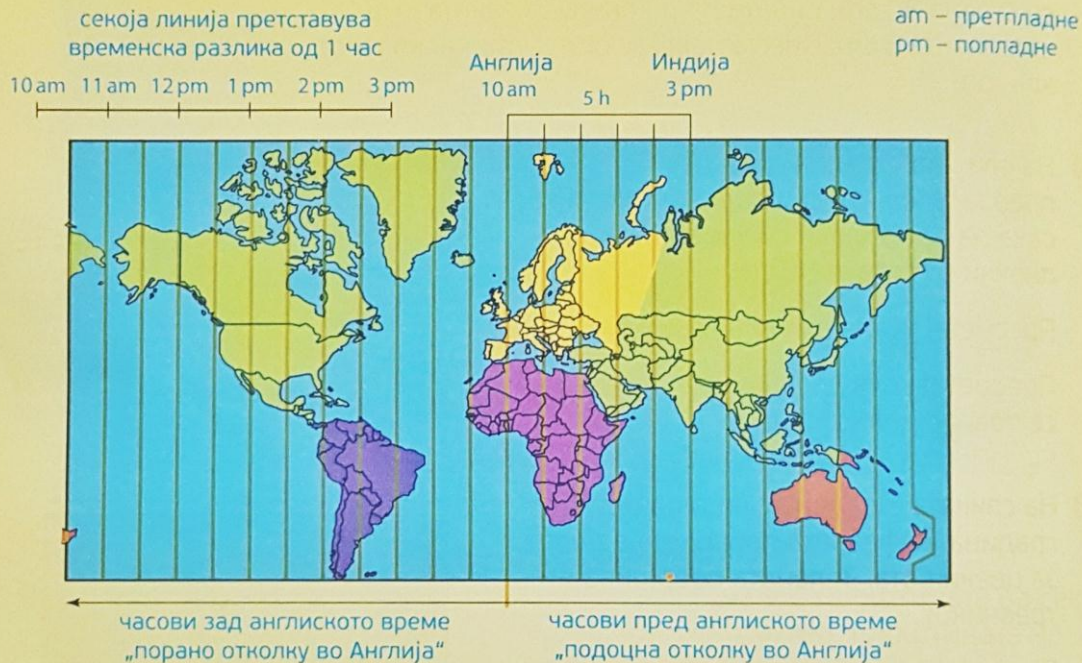 секоја линија претставува
временска разлика од 1 час
10 am 11 am 12 pm 1 pm 2 pm 3 pm
am – претпладне
pm – попладне
Англија Индија
10 am 5 h 3 pm
часови зад англиското време
„порано отколку во Англија“
часови пред англиското време
„подоцна отколку во Англија“